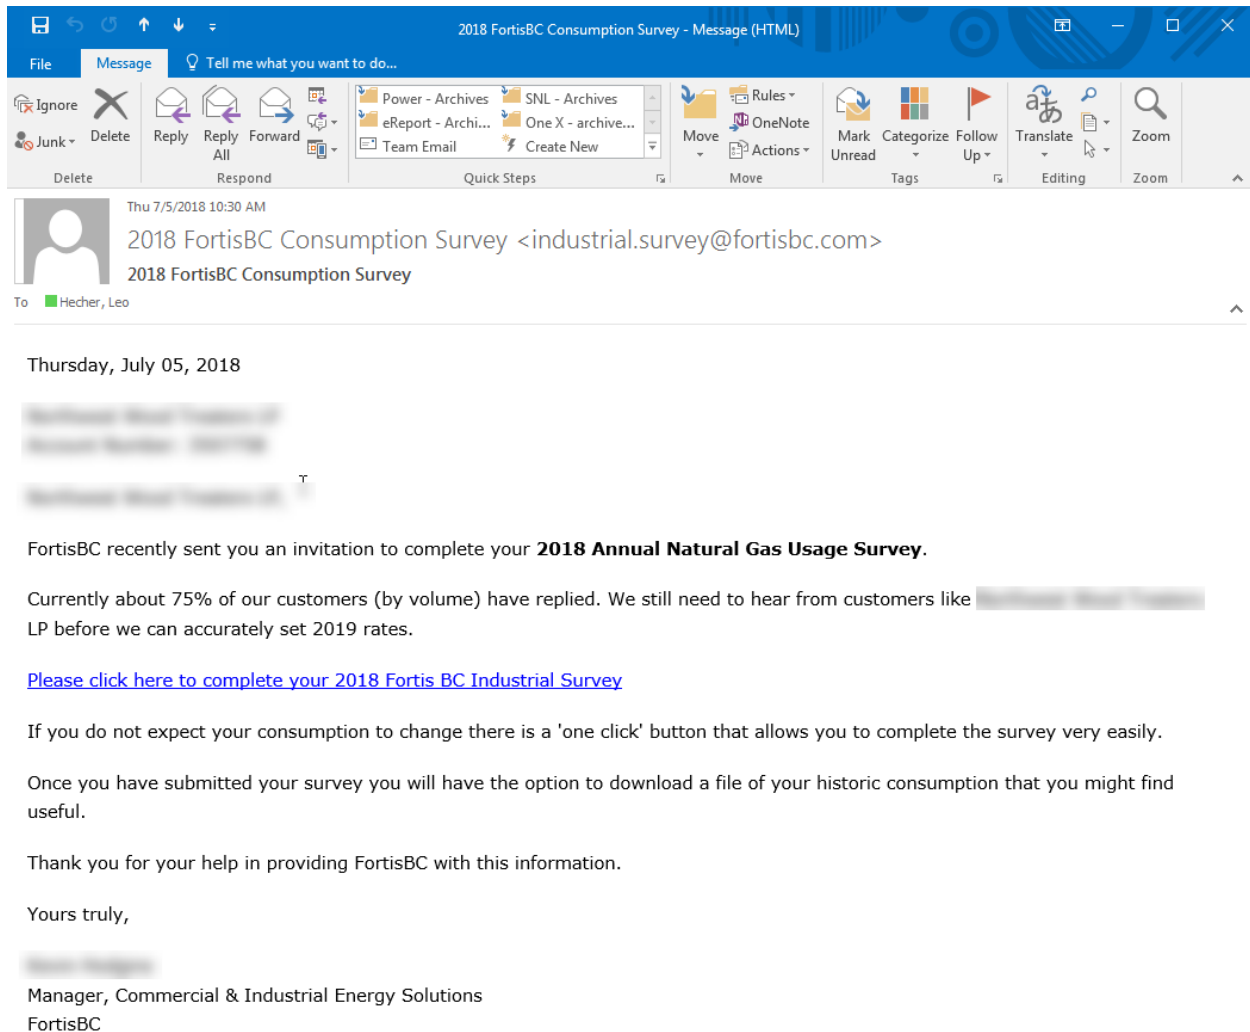 2018 FortisBC Consumption Survey - Message (HTML)
File Message Tell me what you want to do...
Ignore
Junk
Delete
Reply
Reply All
Forward
Power - Archives
SNL - Archives
eReport - Archi...
One X - archive...
Team Email
Create New
Move
Rules
OneNote
Actions
Mark Unread
Categorize
Follow Up
Translate
Zoom
Delete Respond Quick Steps Move Tags Editing Zoom
Thu 7/5/2018 10:30 AM
2018 FortisBC Consumption Survey <industrial.survey@fortisbc.com>
2018 FortisBC Consumption Survey
To Hecher, Leo
Thursday, July 05, 2018
FortisBC recently sent you an invitation to complete your 2018 Annual Natural Gas Usage Survey.
Currently about 75% of our customers (by volume) have replied. We still need to hear from customers like
LP before we can accurately set 2019 rates.
Please click here to complete your 2018 Fortis BC Industrial Survey
If you do not expect your consumption to change there is a 'one click' button that allows you to complete the survey very easily.
Once you have submitted your survey you will have the option to download a file of your historic consumption that you might find
useful.
Thank you for your help in providing FortisBC with this information.
Yours truly,
Manager, Commercial & Industrial Energy Solutions
FortisBC